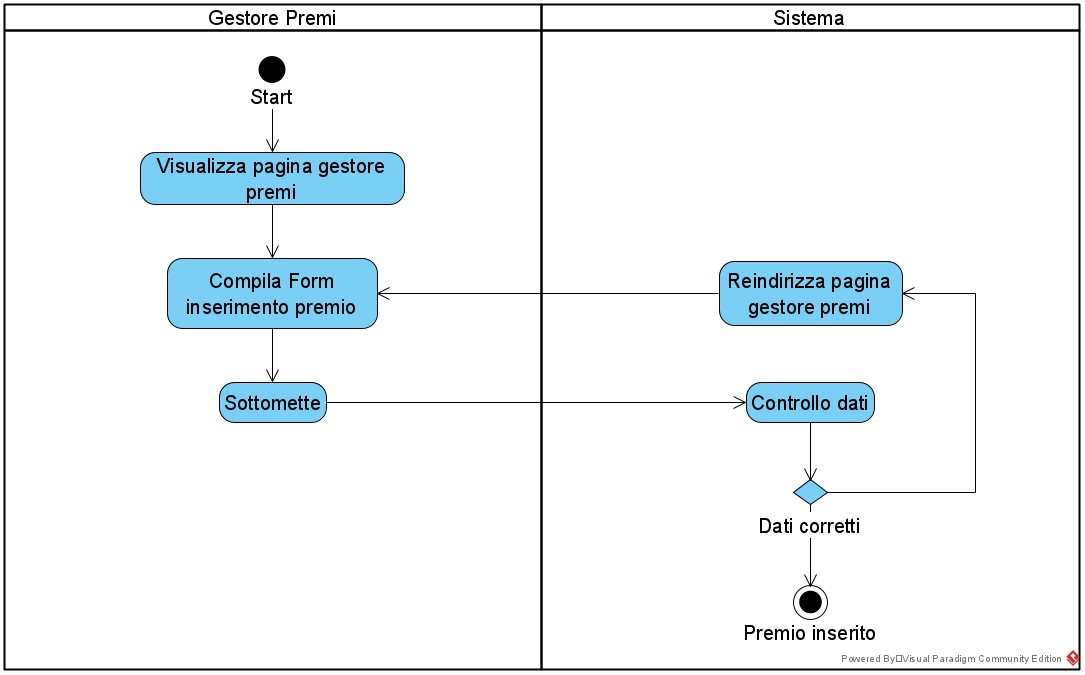 Gestore Premi
Sistema
Start
Visualizza pagina gestore
premi
Compila Form
inserimento premio
Reindirizza pagina
gestore premi
Sottomette
Controllo dati
Dati corretti
Premio inserito
Powered By Visual Paradigm Community Edition